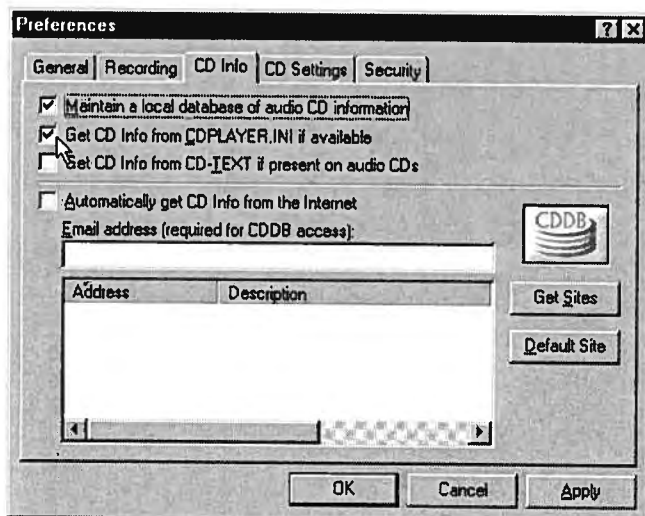 Preferences
General Recording CD Info CD Settings Security
Maintain a local database of audio CD information
Get CD Info from CDPLAYER.INI if available
Get CD Info from CD-TEXT if present on audio CDs
Automatically get CD Info from the Internet
Email address (required for CDDB access):
CDDB
Address Description
Get Sites
Default Site
OK Cancel Apply